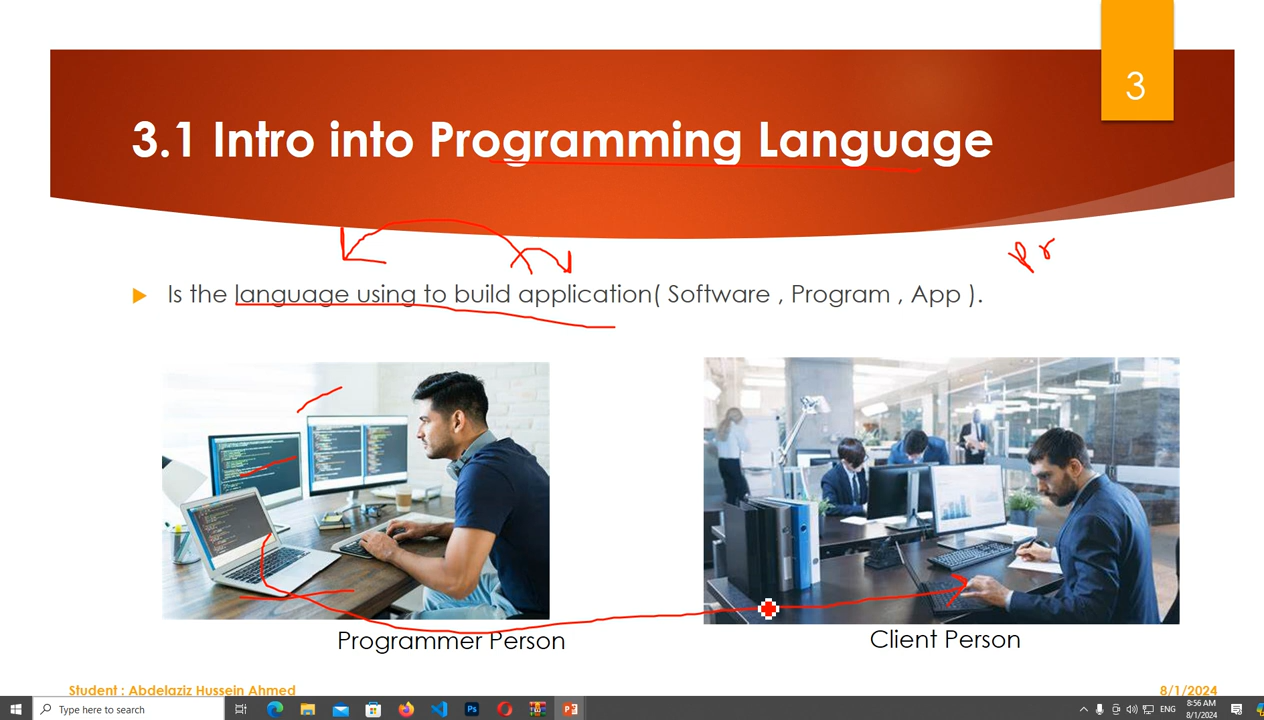 3
3.1 Intro into Programming Language
Pr
Is the language using to build application( Software , Program , App ).
Programmer Person
Client Person
Student : Abdelaziz Hussein Ahmed
8/1/2024
Type here to search
ENG
8:56 AM
8/1/2024